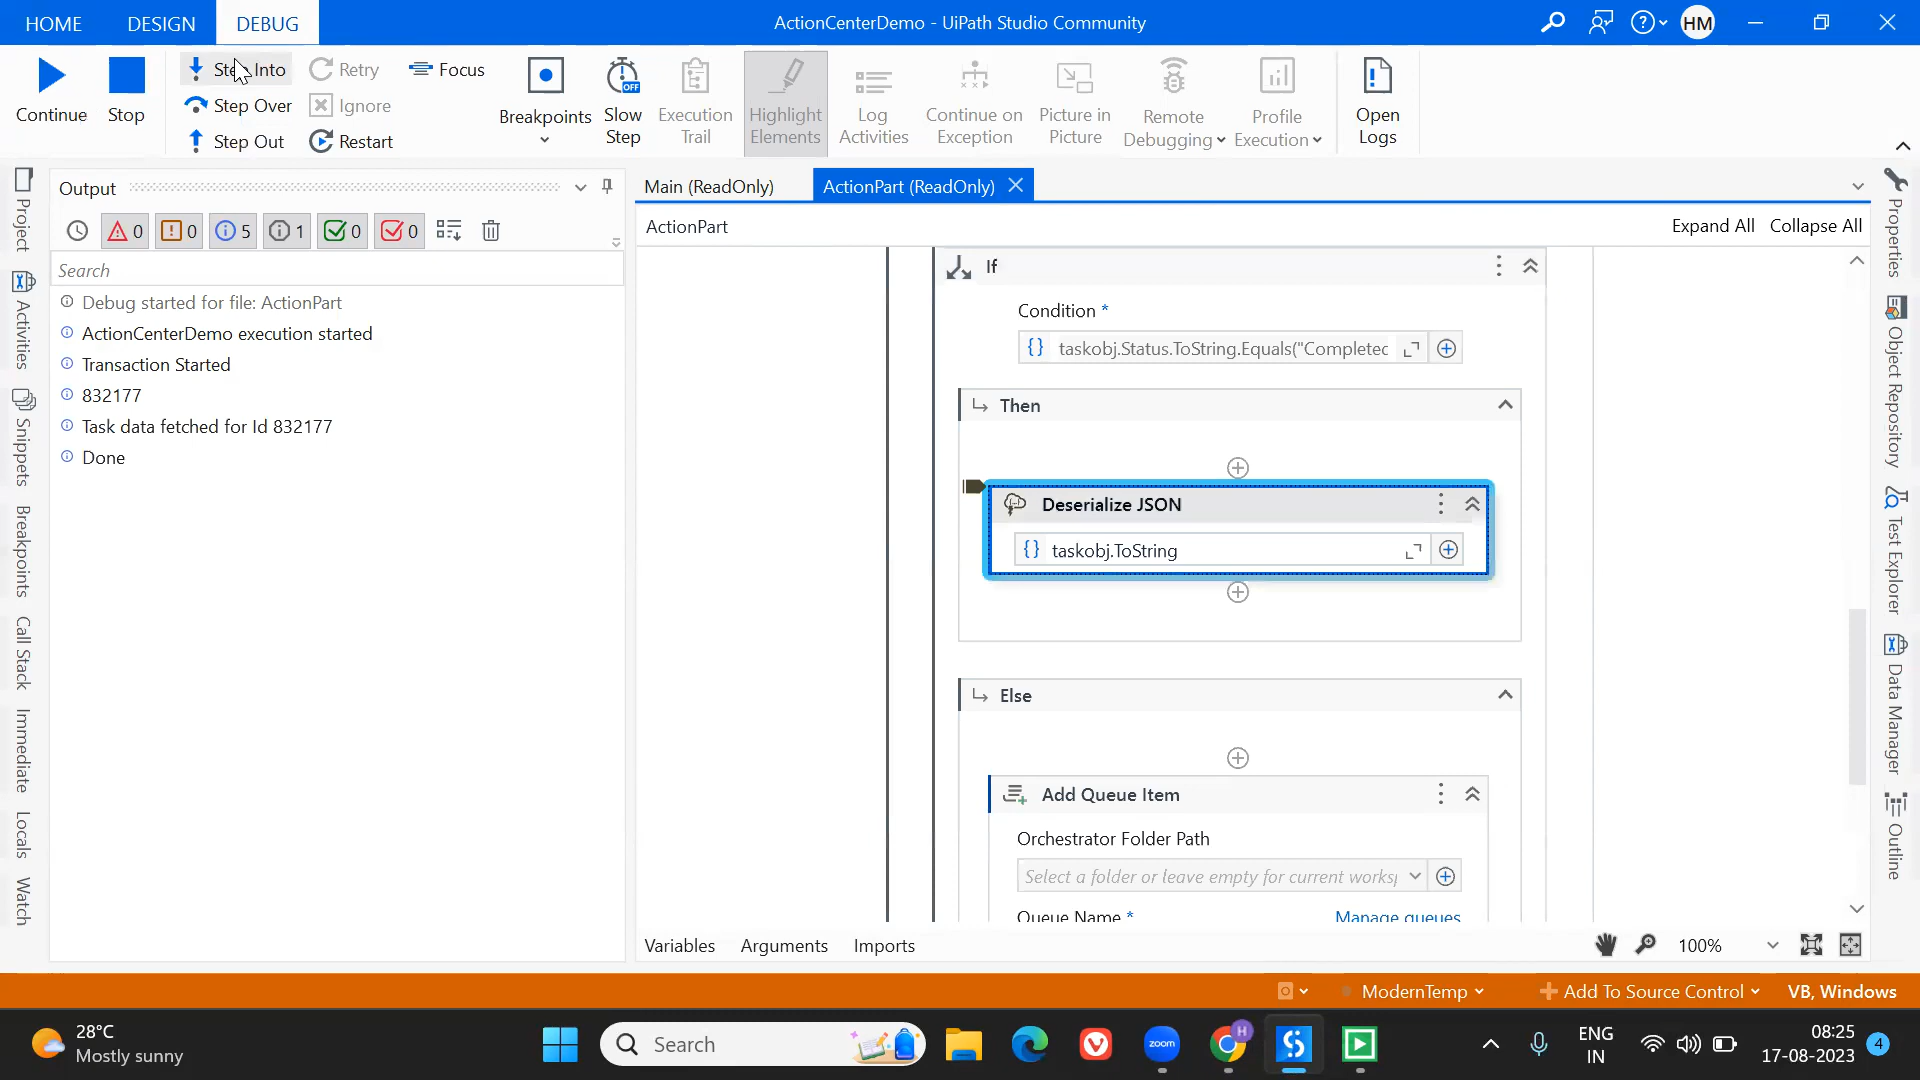 HOME DESIGN DEBUG ActionCenterDemo - UiPath Studio Community HM
Continue Stop Step Into Step Over Step Out Retry Ignore Restart Focus
Breakpoints
Slow
Step
Execution
Trail
Highlight
Elements
Log
Activities
Continue on
Exception
Picture in
Picture
Remote
Debugging
Profile
Execution
Open
Logs
Project
Activities
Snippets
Breakpoints
Call Stack
Immediate
Locals
Watch
Output
0 0 5 1 0 0
Search
Debug started for file: ActionPart
ActionCenterDemo execution started
Transaction Started
832177
Task data fetched for Id 832177
Done
Main (ReadOnly) ActionPart (ReadOnly)
ActionPart Expand All Collapse All
If
Condition *
taskobj.Status.ToString.Equals("Completed
Then
Deserialize JSON
taskobj.ToString
Else
Add Queue Item
Orchestrator Folder Path
Select a folder or leave empty for current worksp
Queue Name * Manage queues
Variables Arguments Imports 100%
Properties
Object Repository
Test Explorer
Data Manager
Outline
ModernTemp Add To Source Control VB, Windows
28°C
Mostly sunny
Search
zoom
H
ENG
IN
08:25
17-08-2023
4
OFF